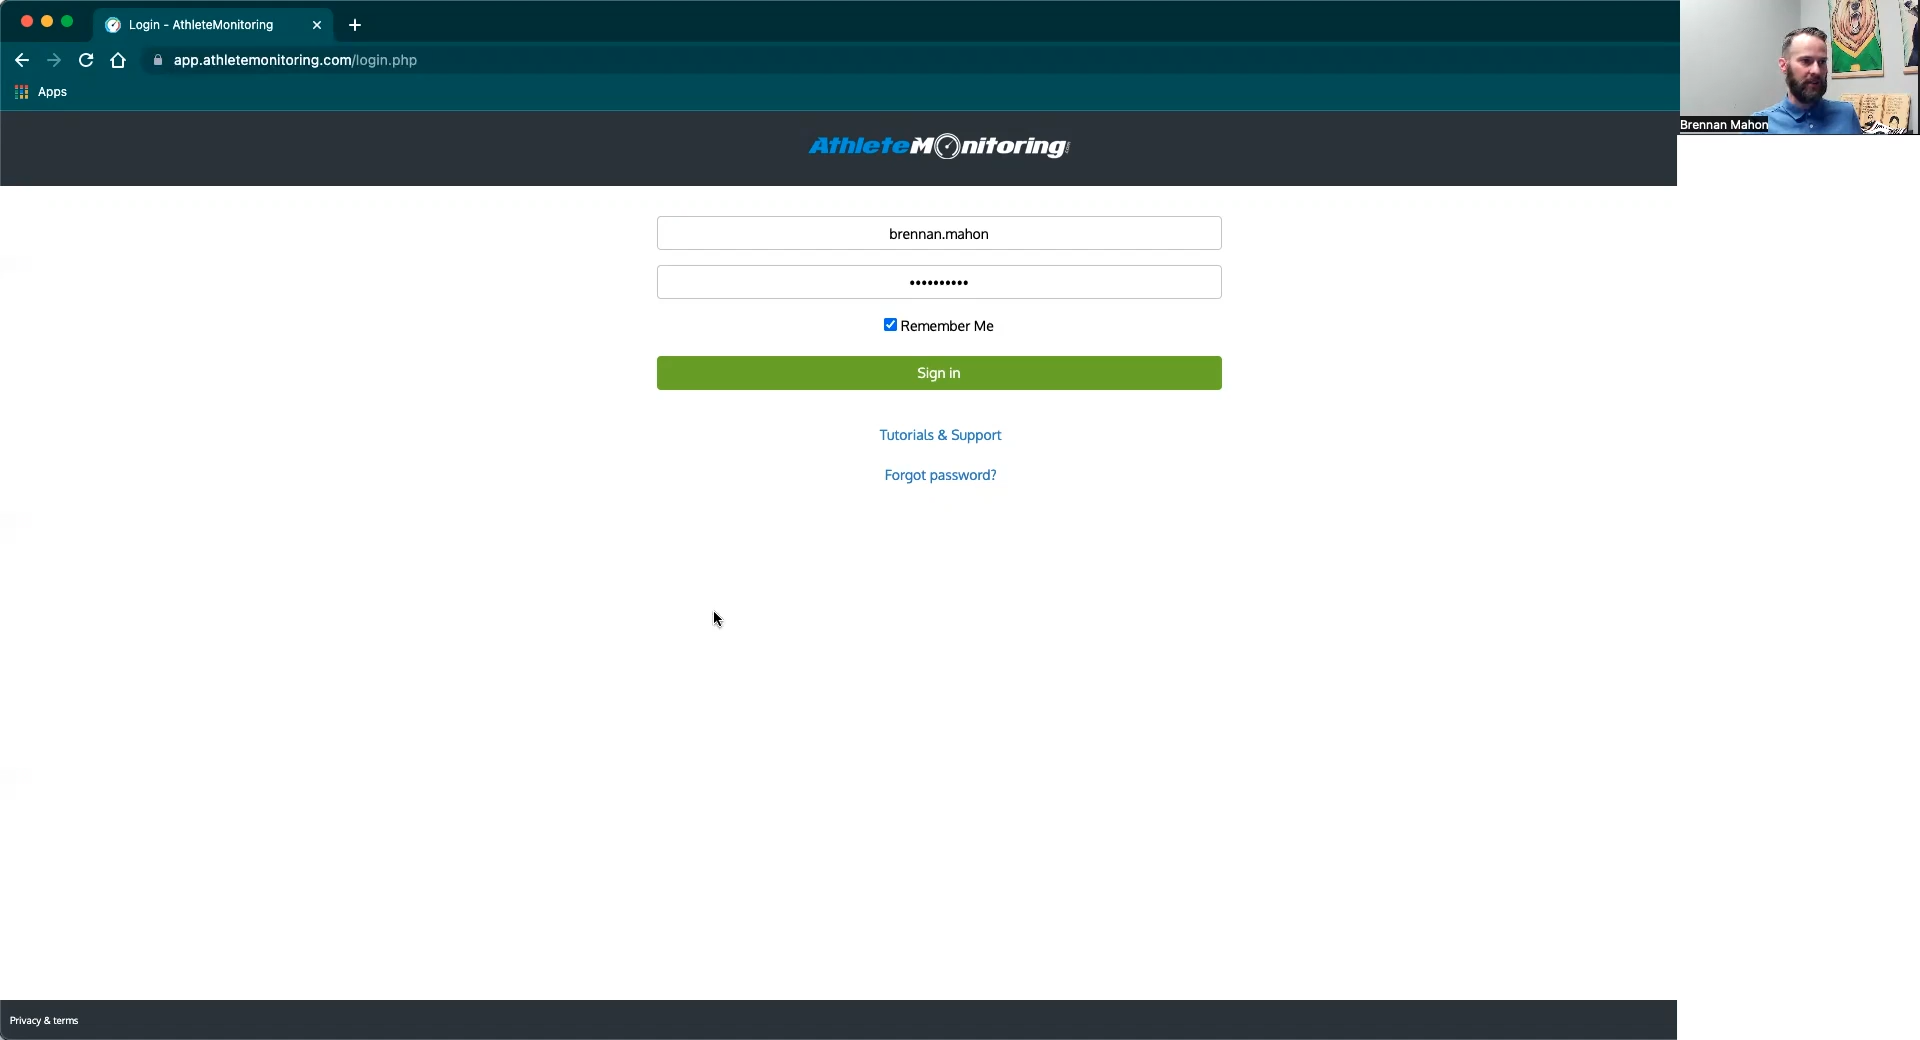 Login - AthleteMonitoring
app.athletemonitoring.com/login.php
Apps
Brennan Mahon
AthleteMonitoring
brennan.mahon
••••••••••
Remember Me
Sign in
Tutorials & Support
Forgot password?
Privacy & terms